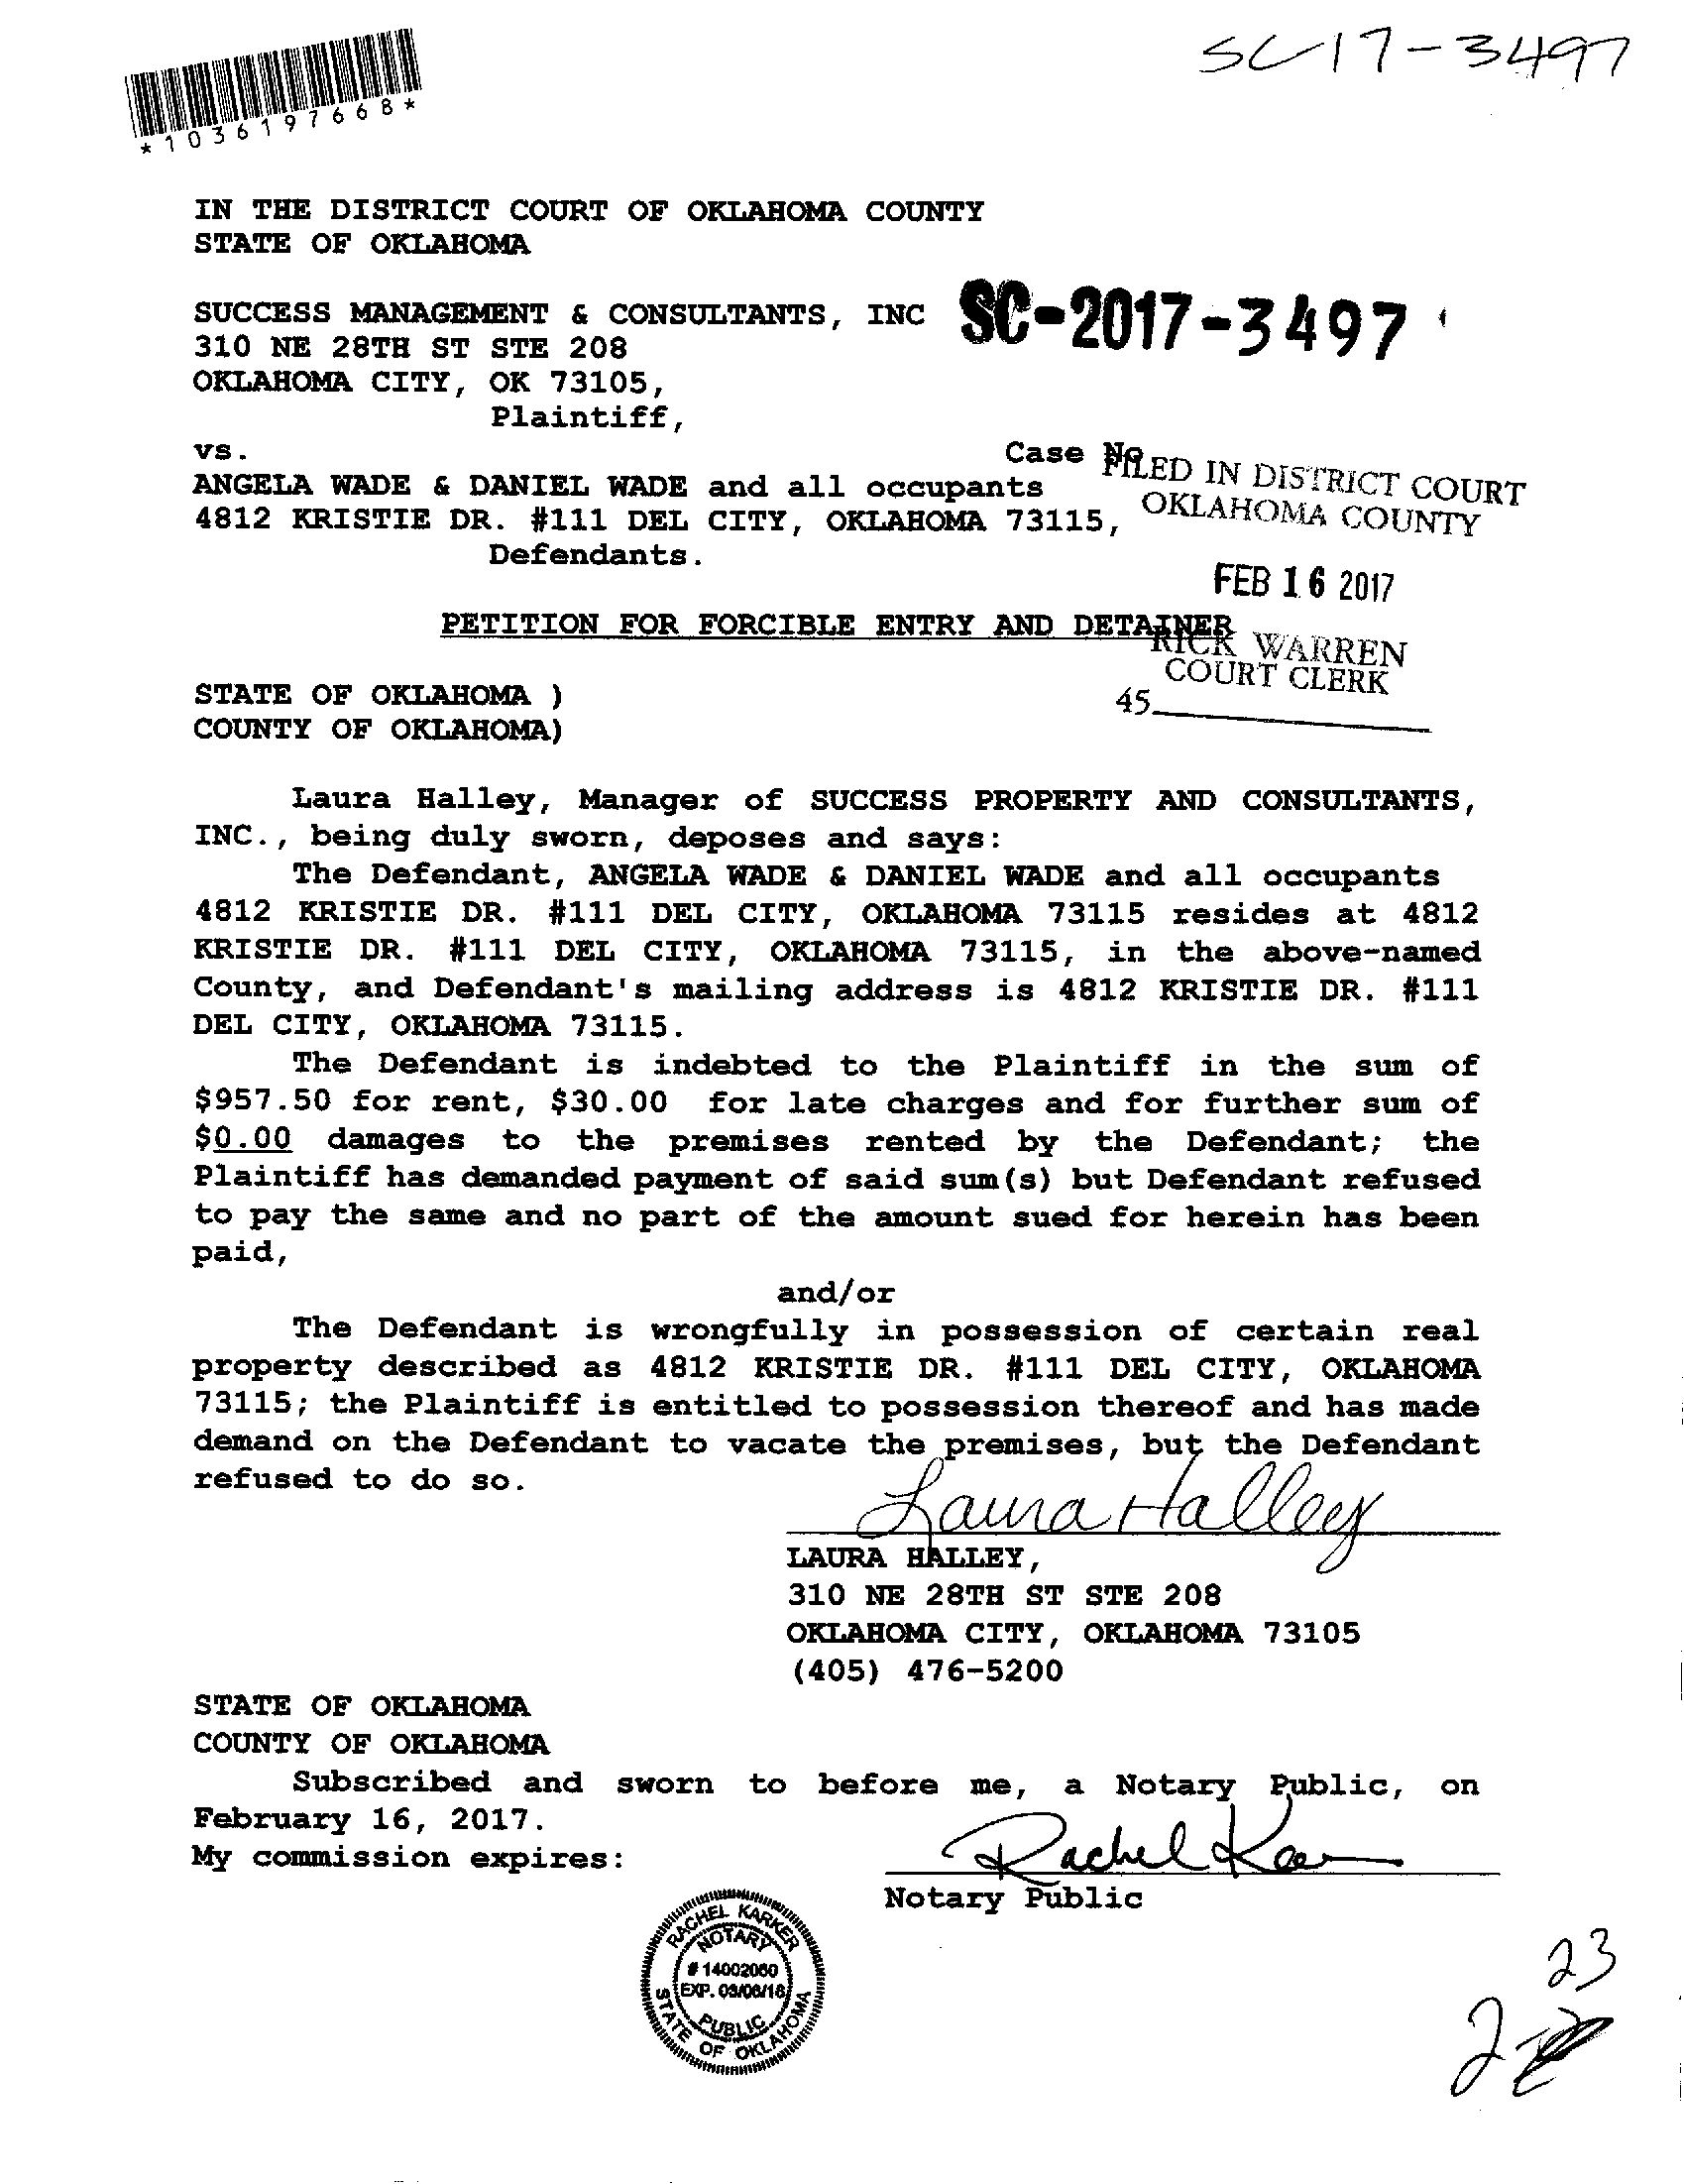 SC-17-3497
*1036197668*
IN THE DISTRICT COURT OF OKLAHOMA COUNTY
STATE OF OKLAHOMA
SUCCESS MANAGEMENT & CONSULTANTS, INC
SC-2017-3497
310 NE 28TH ST STE 208
OKLAHOMA CITY, OK 73105,
Plaintiff,
vs.
Case No
FILED IN DISTRICT COURT
OKLAHOMA COUNTY
ANGELA WADE & DANIEL WADE and all occupants
4812 KRISTIE DR. #111 DEL CITY, OKLAHOMA 73115,
Defendants.
FEB 16 2017
PETITION FOR FORCIBLE ENTRY AND DETAINER
RICK WARREN
COURT CLERK
45
STATE OF OKLAHOMA )
COUNTY OF OKLAHOMA)
Laura Halley, Manager of SUCCESS PROPERTY AND CONSULTANTS,
INC., being duly sworn, deposes and says:
The Defendant, ANGELA WADE & DANIEL WADE and all occupants
4812 KRISTIE DR. #111 DEL CITY, OKLAHOMA 73115 resides at 4812
KRISTIE DR. #111 DEL CITY, OKLAHOMA 73115, in the above-named
County, and Defendant's mailing address is 4812 KRISTIE DR. #111
DEL CITY, OKLAHOMA 73115.
The Defendant is indebted to the Plaintiff in the sum of
$957.50 for rent, $30.00 for late charges and for further sum of
$0.00 damages to the premises rented by the Defendant; the
Plaintiff has demanded payment of said sum(s) but Defendant refused
to pay the same and no part of the amount sued for herein has been
paid,
and/or
The Defendant is wrongfully in possession of certain real
property described as 4812 KRISTIE DR. #111 DEL CITY, OKLAHOMA
73115; the Plaintiff is entitled to possession thereof and has made
demand on the Defendant to vacate the premises, but the Defendant
refused to do so.
Laura Halley
LAURA HALLEY,
310 NE 28TH ST STE 208
OKLAHOMA CITY, OKLAHOMA 73105
(405) 476-5200
STATE OF OKLAHOMA
COUNTY OF OKLAHOMA
Subscribed and sworn to before me, a Notary Public, on
February 16, 2017.
My commission expires:
Rachel
Notary Public
RACHEL KARKER
NOTARY
#14002060
EXP. 03/06/18
PUBLIC
STATE OF OKLAHOMA
23
2